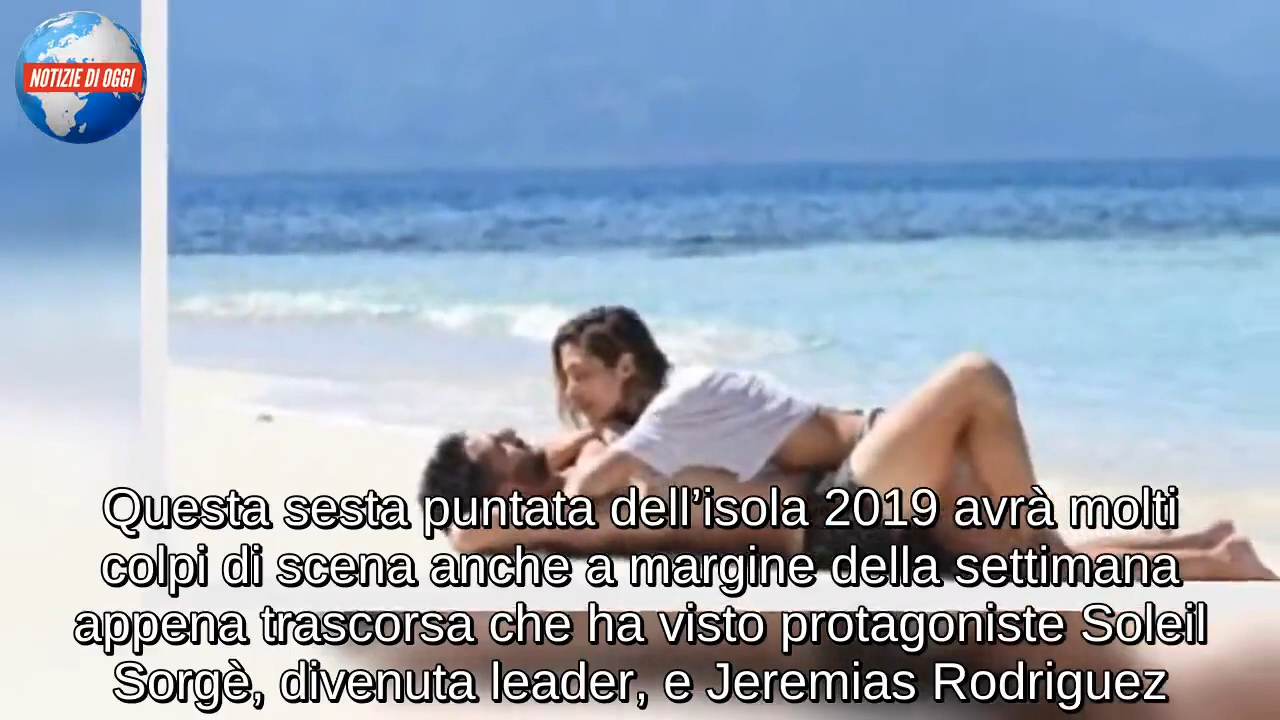 NOTIZIE DI OGGI
Questa sesta puntata dell’isola 2019 avrà molti
colpi di scena anche a margine della settimana
appena trascorsa che ha visto protagoniste Soleil
Sorgè, divenuta leader, e Jeremias Rodriguez